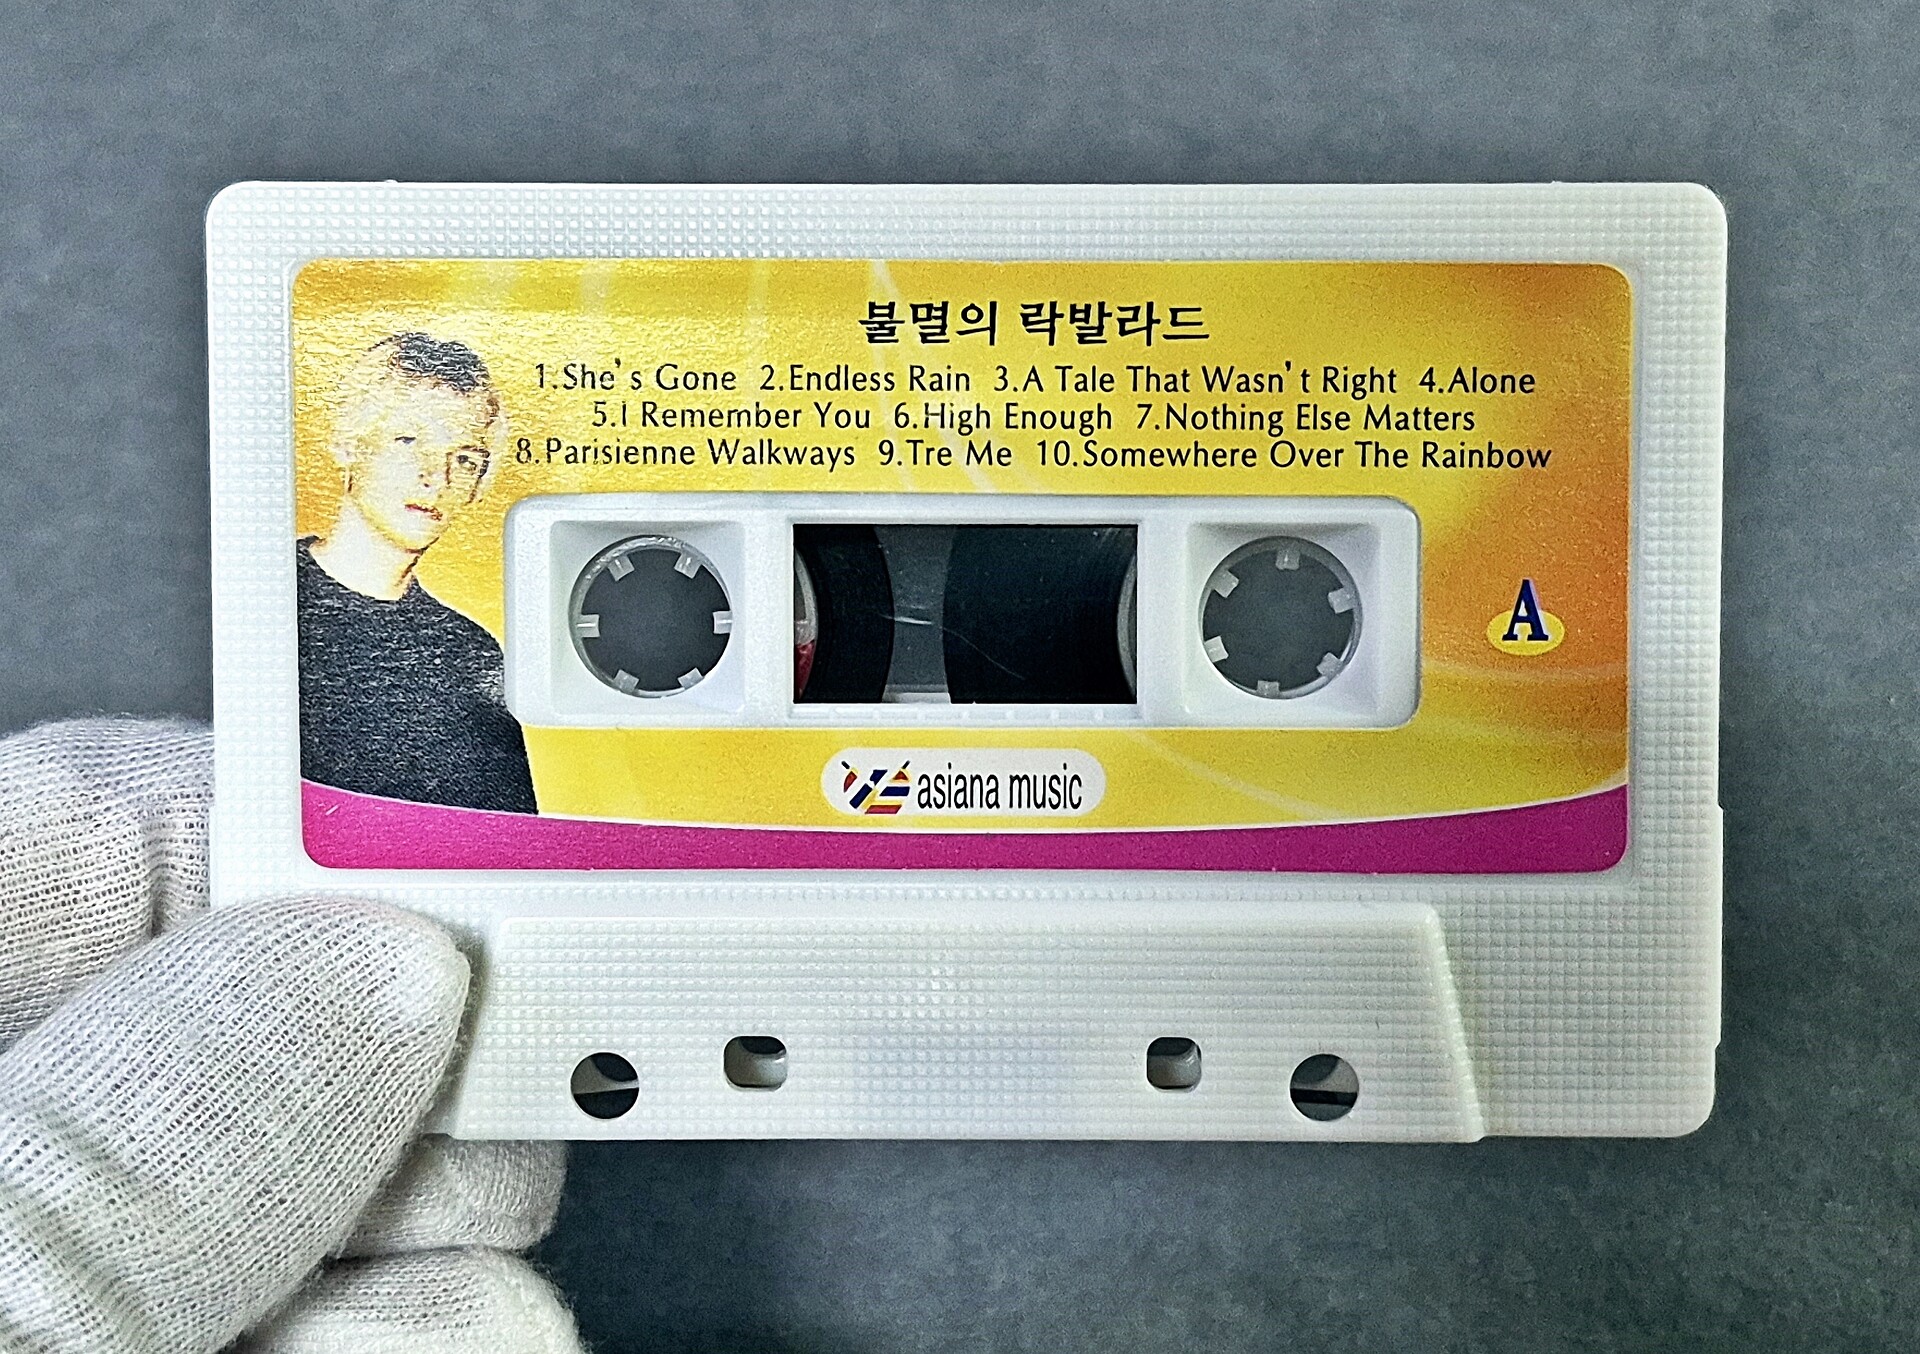 불멸의 락발라드
1.She's Gone 2.Endless Rain 3.A Tale That Wasn't Right 4.Alone
5.I Remember You 6.High Enough 7.Nothing Else Matters
8.Parisienne Walkways 9.Tre Me 10.Somewhere Over The Rainbow
A
asiana music